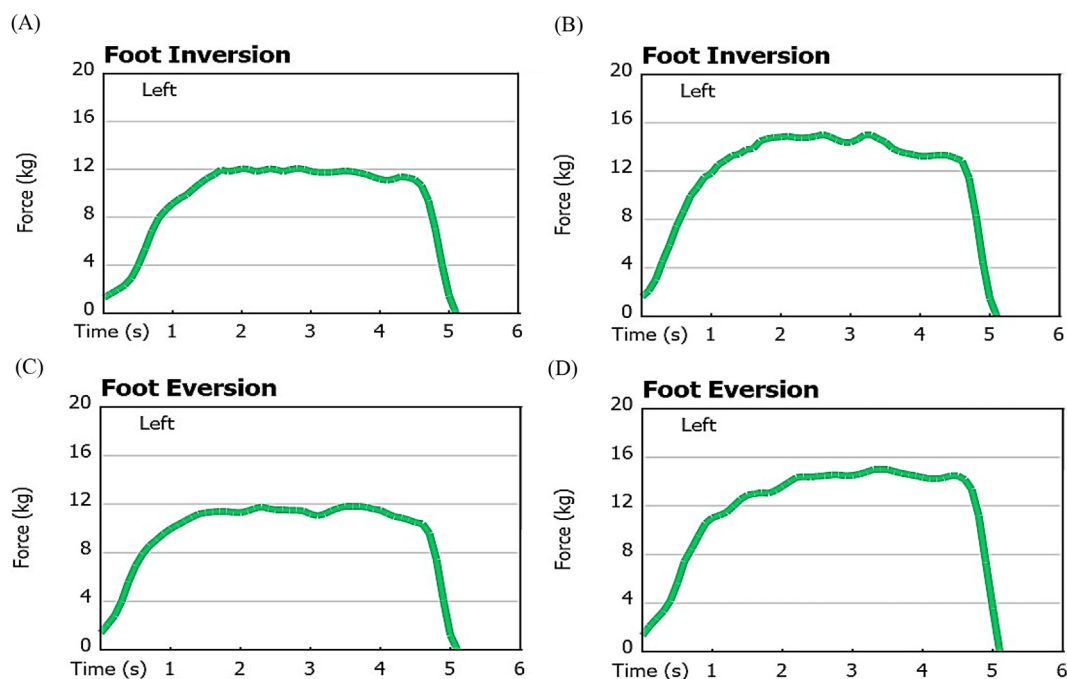 (A)
Foot Inversion
Left
20
16
12
8
4
0
Force (kg)
Time (s) 1 2 3 4 5 6
(B)
Foot Inversion
Left
20
16
12
8
4
0
Force (kg)
Time (s) 1 2 3 4 5 6
(C)
Foot Eversion
Left
20
16
12
8
4
0
Force (kg)
Time (s) 1 2 3 4 5 6
(D)
Foot Eversion
Left
20
16
12
8
4
0
Force (kg)
Time (s) 1 2 3 4 5 6